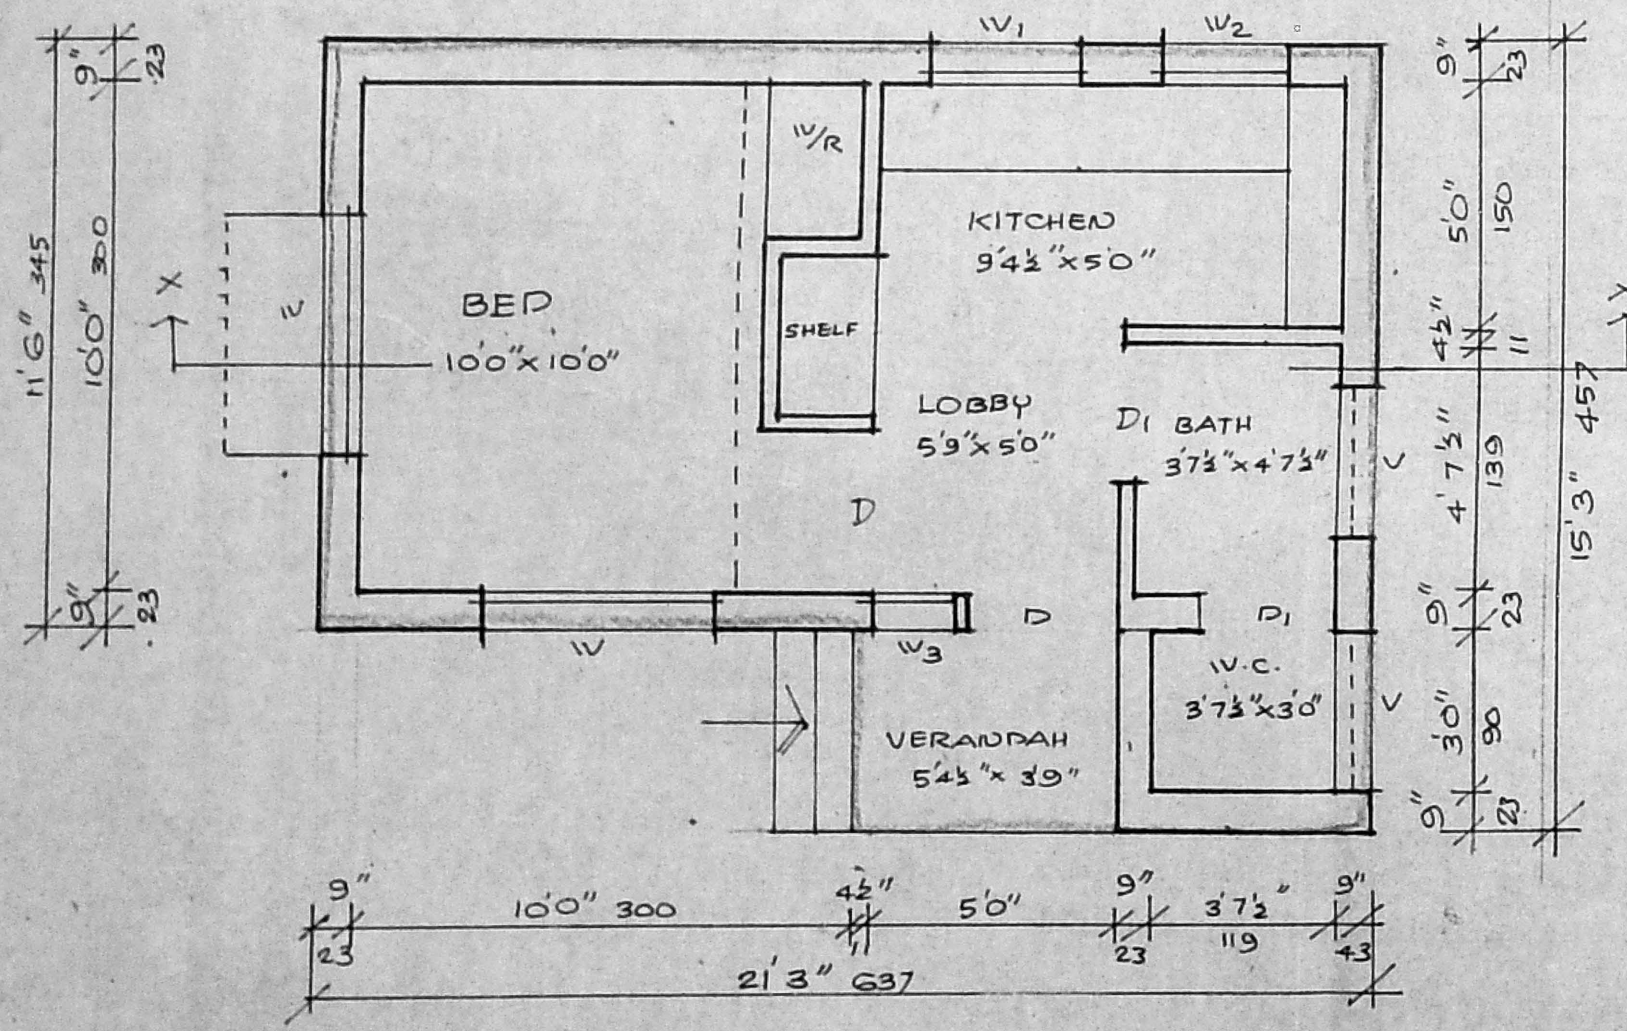 W1
W2
9"
23
9"
23
W/R
KITCHEN
9'4½"x5'0"
5'0"
150
BED
10'0"x10'0"
SHELF
11'6" 345
10'0" 300
X
W
Y
4½"
11
LOBBY
5'9"x5'0"
D1 BATH
3'7½"x4'7½"
V
4'7½"
139
15'3" 457
D
9"
23
D
D1
9"
23
W
W3
W.C.
3'7½"x3'0"
V
3'0"
90
VERANDAH
5'4½"x 3'9"
9"
23
9"
10'0" 300
4½"
5'0"
9"
3'7½"
9"
23
11
23
119
43
21'3" 637